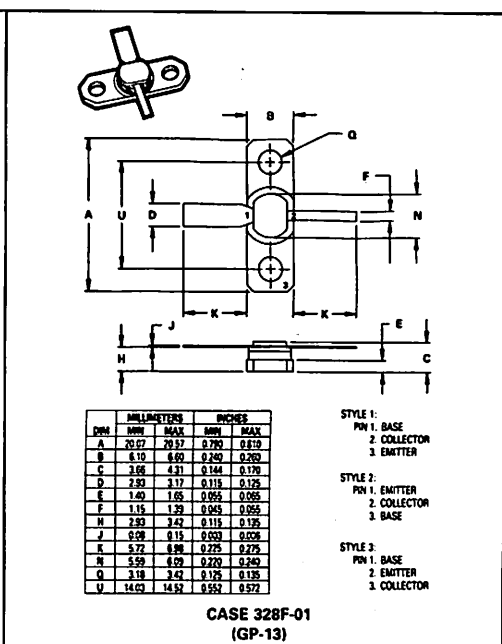 B
Q
F
A
U
D
1
2
N
3
K
K
J
E
H
C
MILLIMETERS INCHES
DIM MIN MAX MIN MAX
A 20.07 20.57 0.790 0.810
B 6.10 6.60 0.240 0.260
C 3.66 4.31 0.144 0.170
D 2.93 3.17 0.115 0.125
E 1.40 1.65 0.055 0.065
F 1.15 1.39 0.045 0.055
H 2.93 3.42 0.115 0.135
J 0.08 0.15 0.003 0.006
K 5.72 6.98 0.225 0.275
N 5.59 6.09 0.220 0.240
Q 3.18 3.42 0.125 0.135
U 14.03 14.52 0.552 0.572
STYLE 1:
PIN 1. BASE
2. COLLECTOR
3. EMITTER
STYLE 2:
PIN 1. EMITTER
2. COLLECTOR
3. BASE
STYLE 3:
PIN 1. BASE
2. EMITTER
3. COLLECTOR
CASE 328F-01
(GP-13)